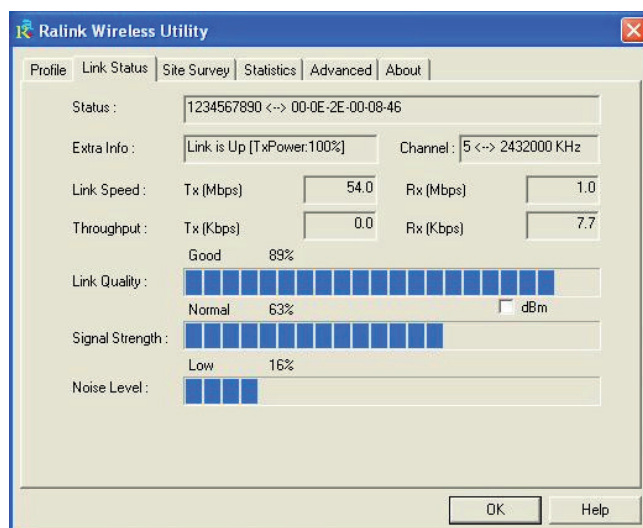 Ralink Wireless Utility
Profile Link Status Site Survey Statistics Advanced About
Status : 1234567890 <--> 00-0E-2E-00-08-46
Extra Info : Link is Up [TxPower:100%] Channel : 5 <--> 2432000 KHz
Link Speed : Tx (Mbps) 54.0 Rx (Mbps) 1.0
Throughput : Tx (Kbps) 0.0 Rx (Kbps) 7.7
Good 89%
Link Quality :
Normal 63% dBm
Signal Strength :
Low 16%
Noise Level :
OK Help